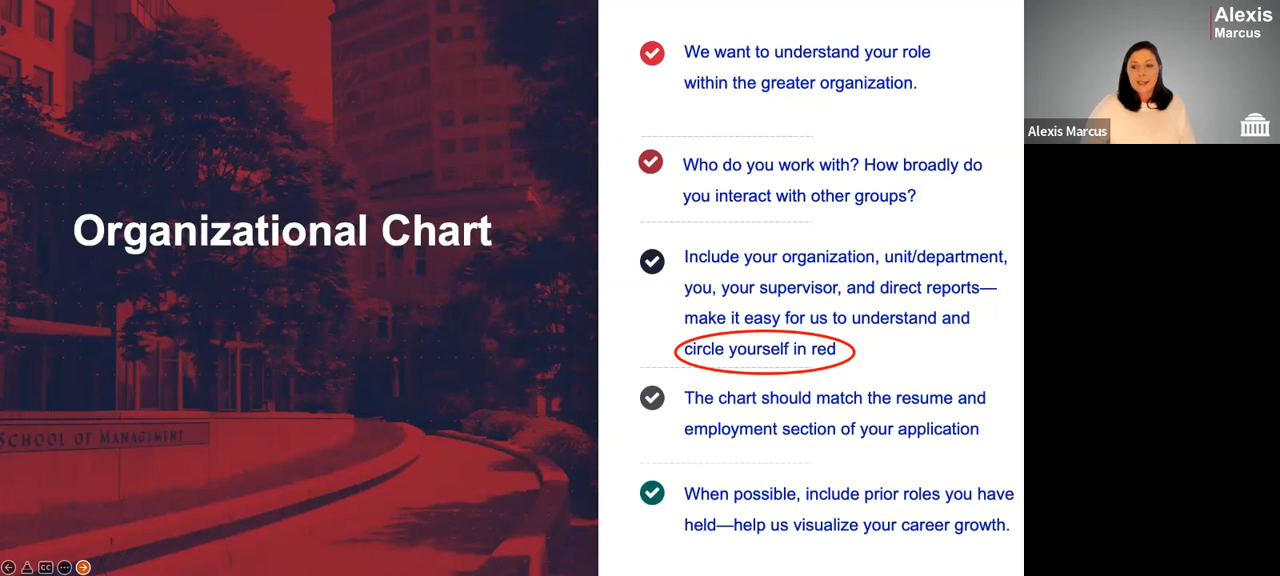 Organizational Chart
SCHOOL OF MANAGEMENT
We want to understand your role
within the greater organization.
Who do you work with? How broadly do
you interact with other groups?
Include your organization, unit/department,
you, your supervisor, and direct reports—
make it easy for us to understand and
circle yourself in red
The chart should match the resume and
employment section of your application
When possible, include prior roles you have
held—help us visualize your career growth.
Alexis
Marcus
Alexis Marcus
CC